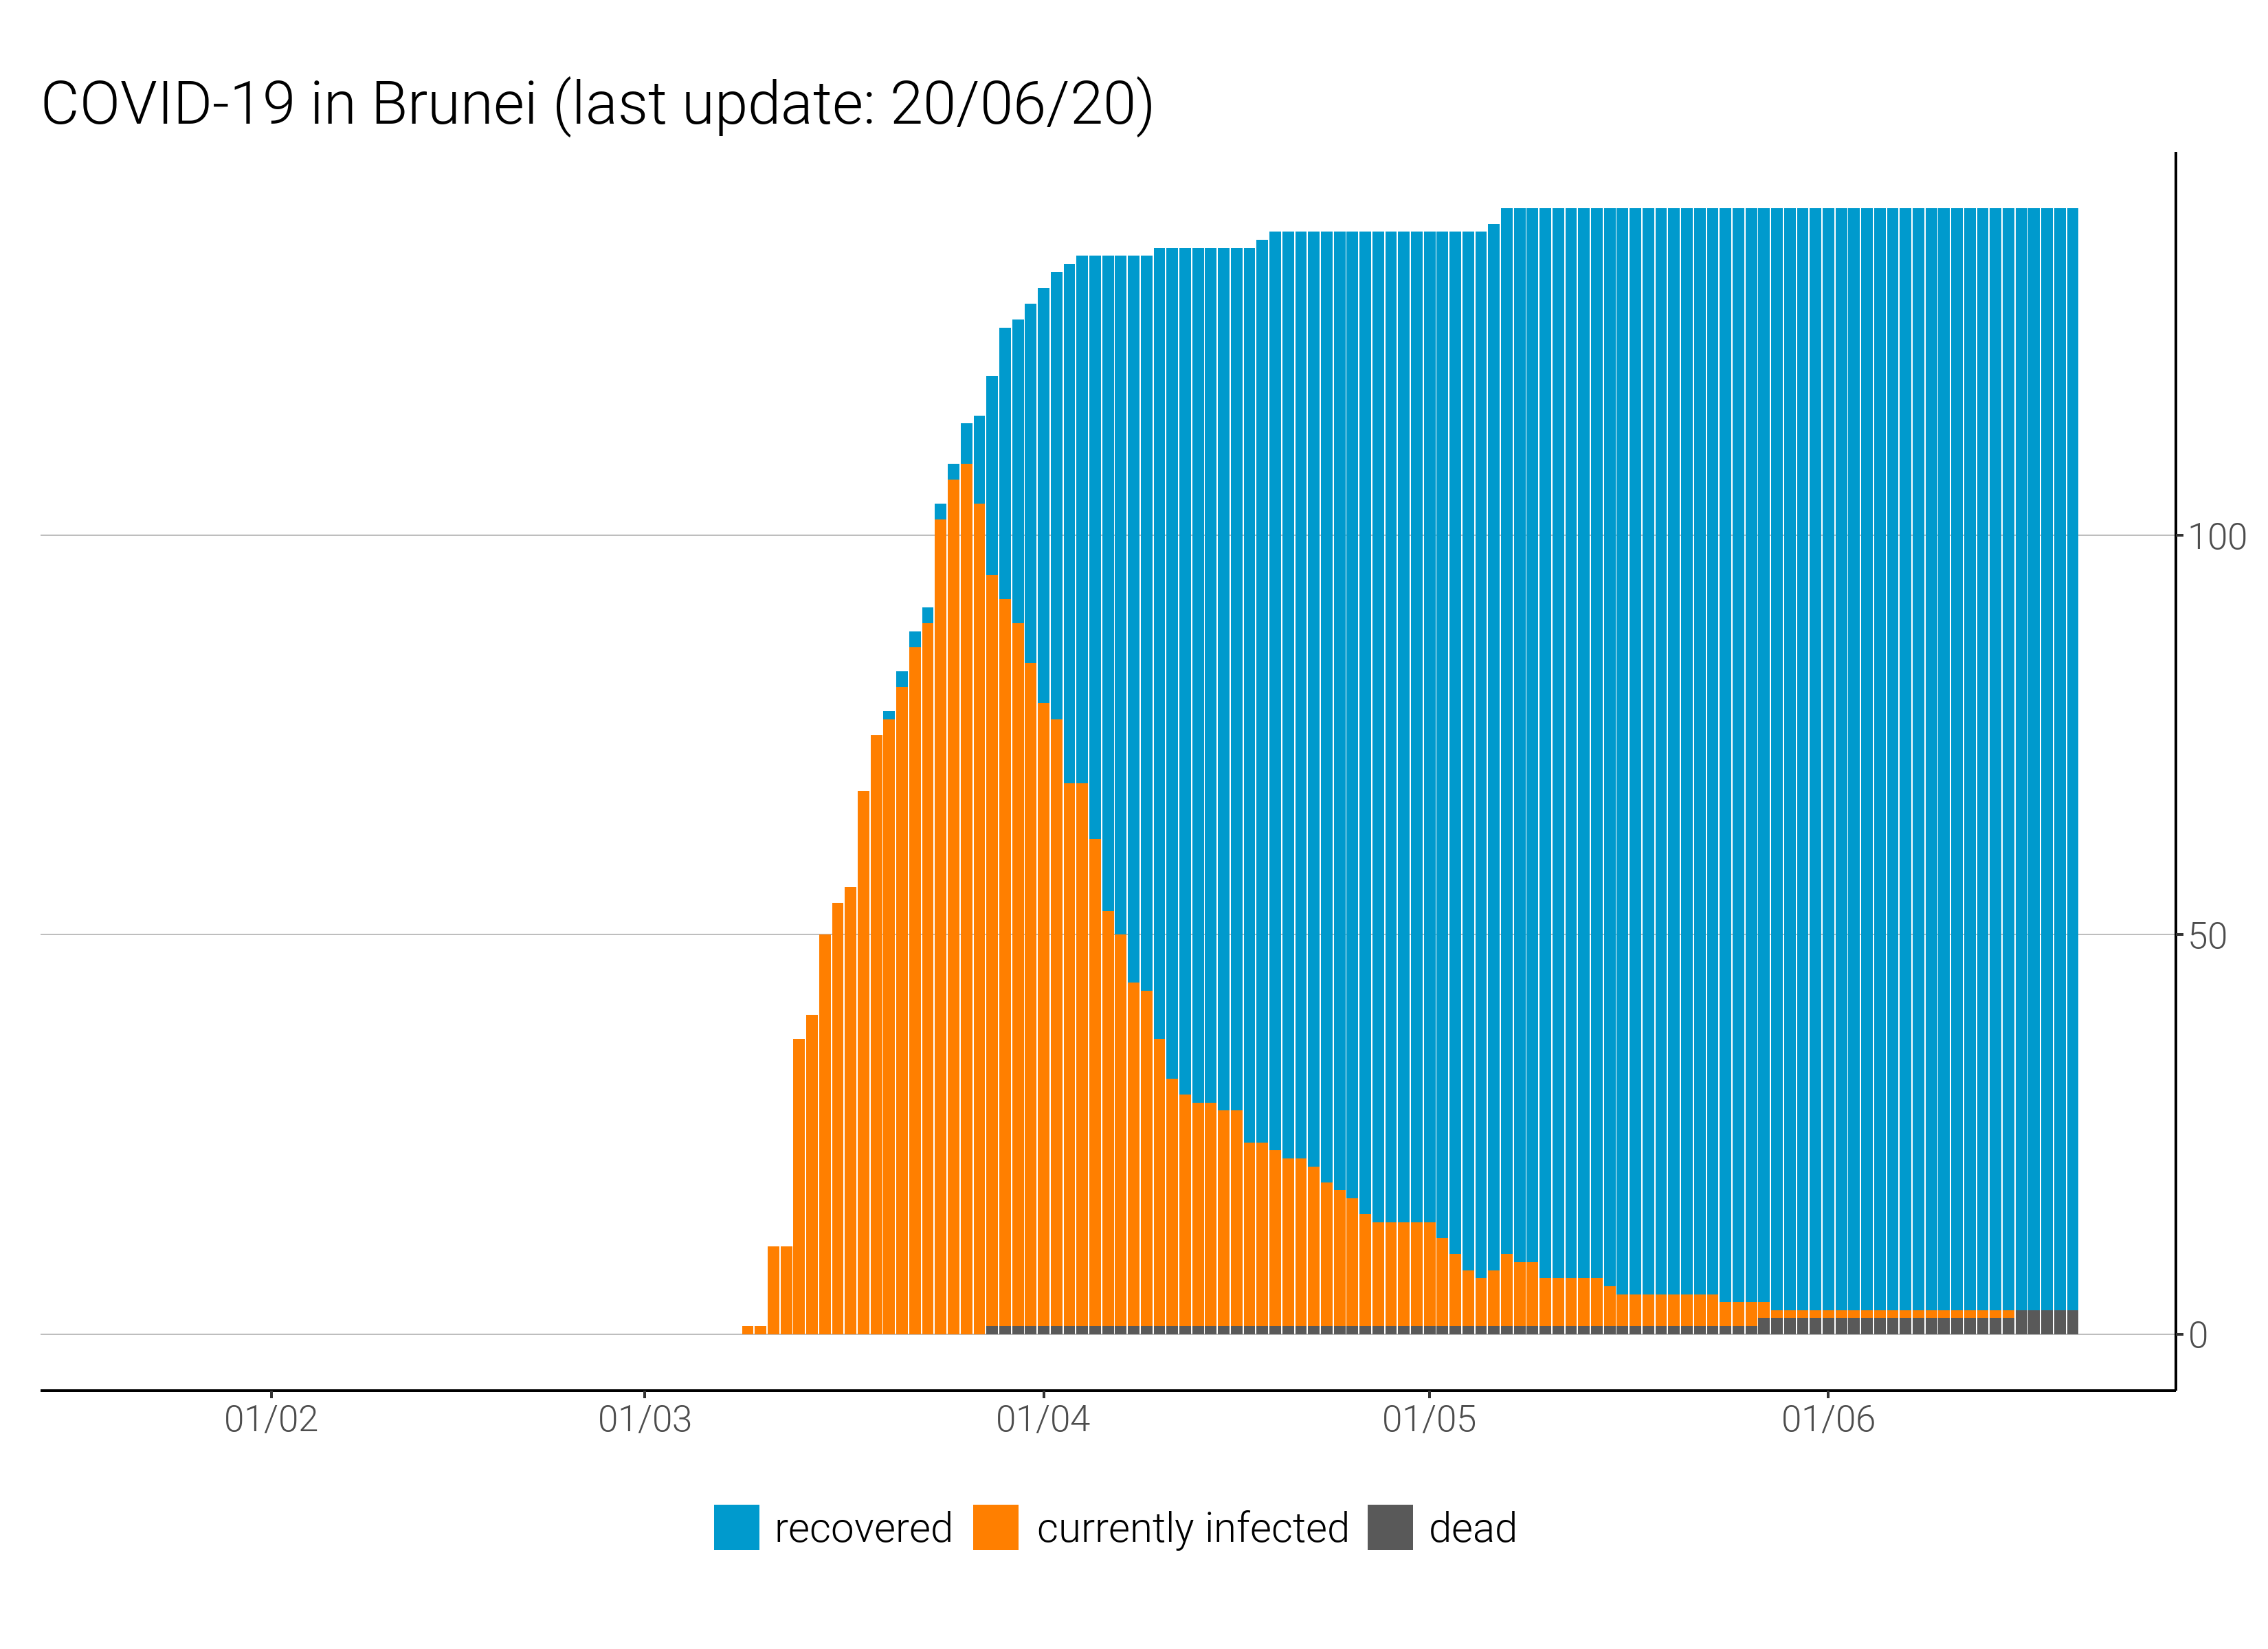 COVID-19 in Brunei (last update: 20/06/20)
100
50
0
01/02 01/03 01/04 01/05 01/06
recovered currently infected dead